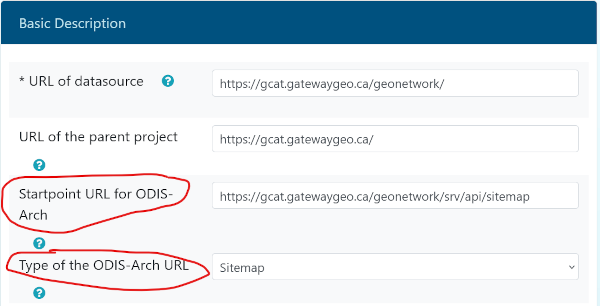 Basic Description
* URL of datasource ? https://gcat.gatewaygeo.ca/geonetwork/
URL of the parent project https://gcat.gatewaygeo.ca/
?
Startpoint URL for ODIS- https://gcat.gatewaygeo.ca/geonetwork/srv/api/sitemap
Arch
?
Type of the ODIS-Arch URL Sitemap
?